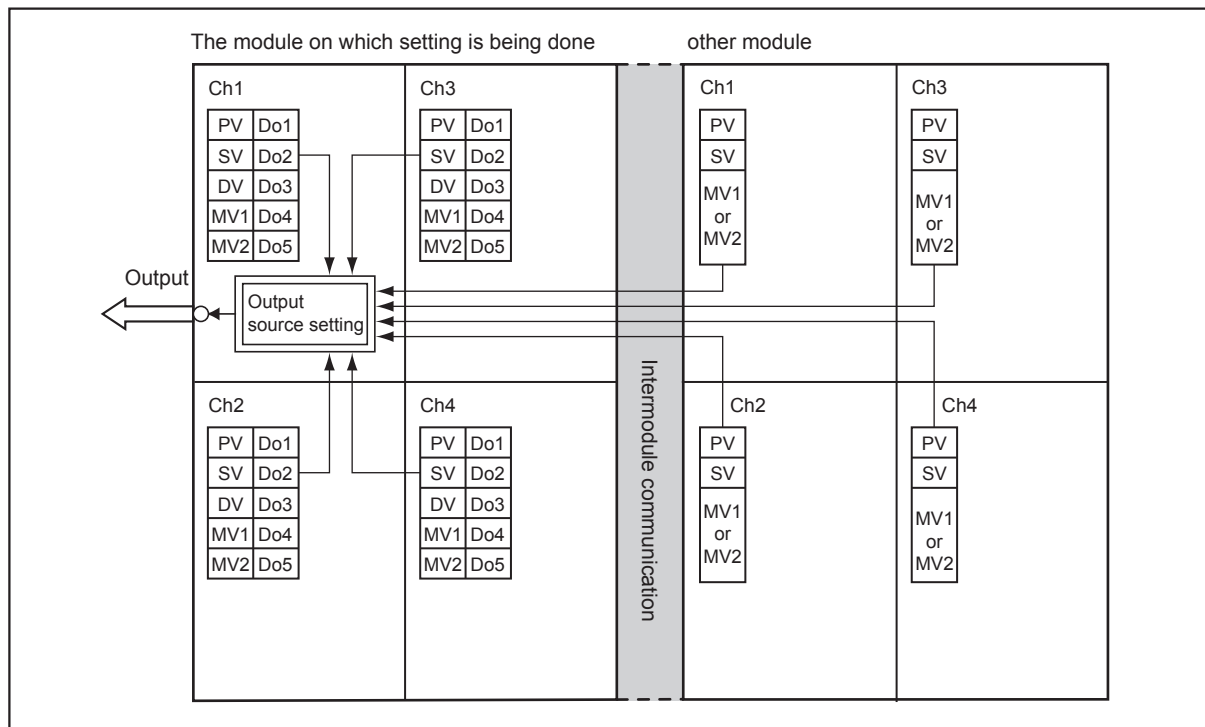 The module on which setting is being done
other module
Ch1
PV Do1
SV Do2
DV Do3
MV1 Do4
MV2 Do5
Ch3
PV Do1
SV Do2
DV Do3
MV1 Do4
MV2 Do5
Output
Output
source setting
Ch2
PV Do1
SV Do2
DV Do3
MV1 Do4
MV2 Do5
Ch4
PV Do1
SV Do2
DV Do3
MV1 Do4
MV2 Do5
Intermodule communication
Ch1
PV
SV
MV1
or
MV2
Ch3
PV
SV
MV1
or
MV2
Ch2
PV
SV
MV1
or
MV2
Ch4
PV
SV
MV1
or
MV2